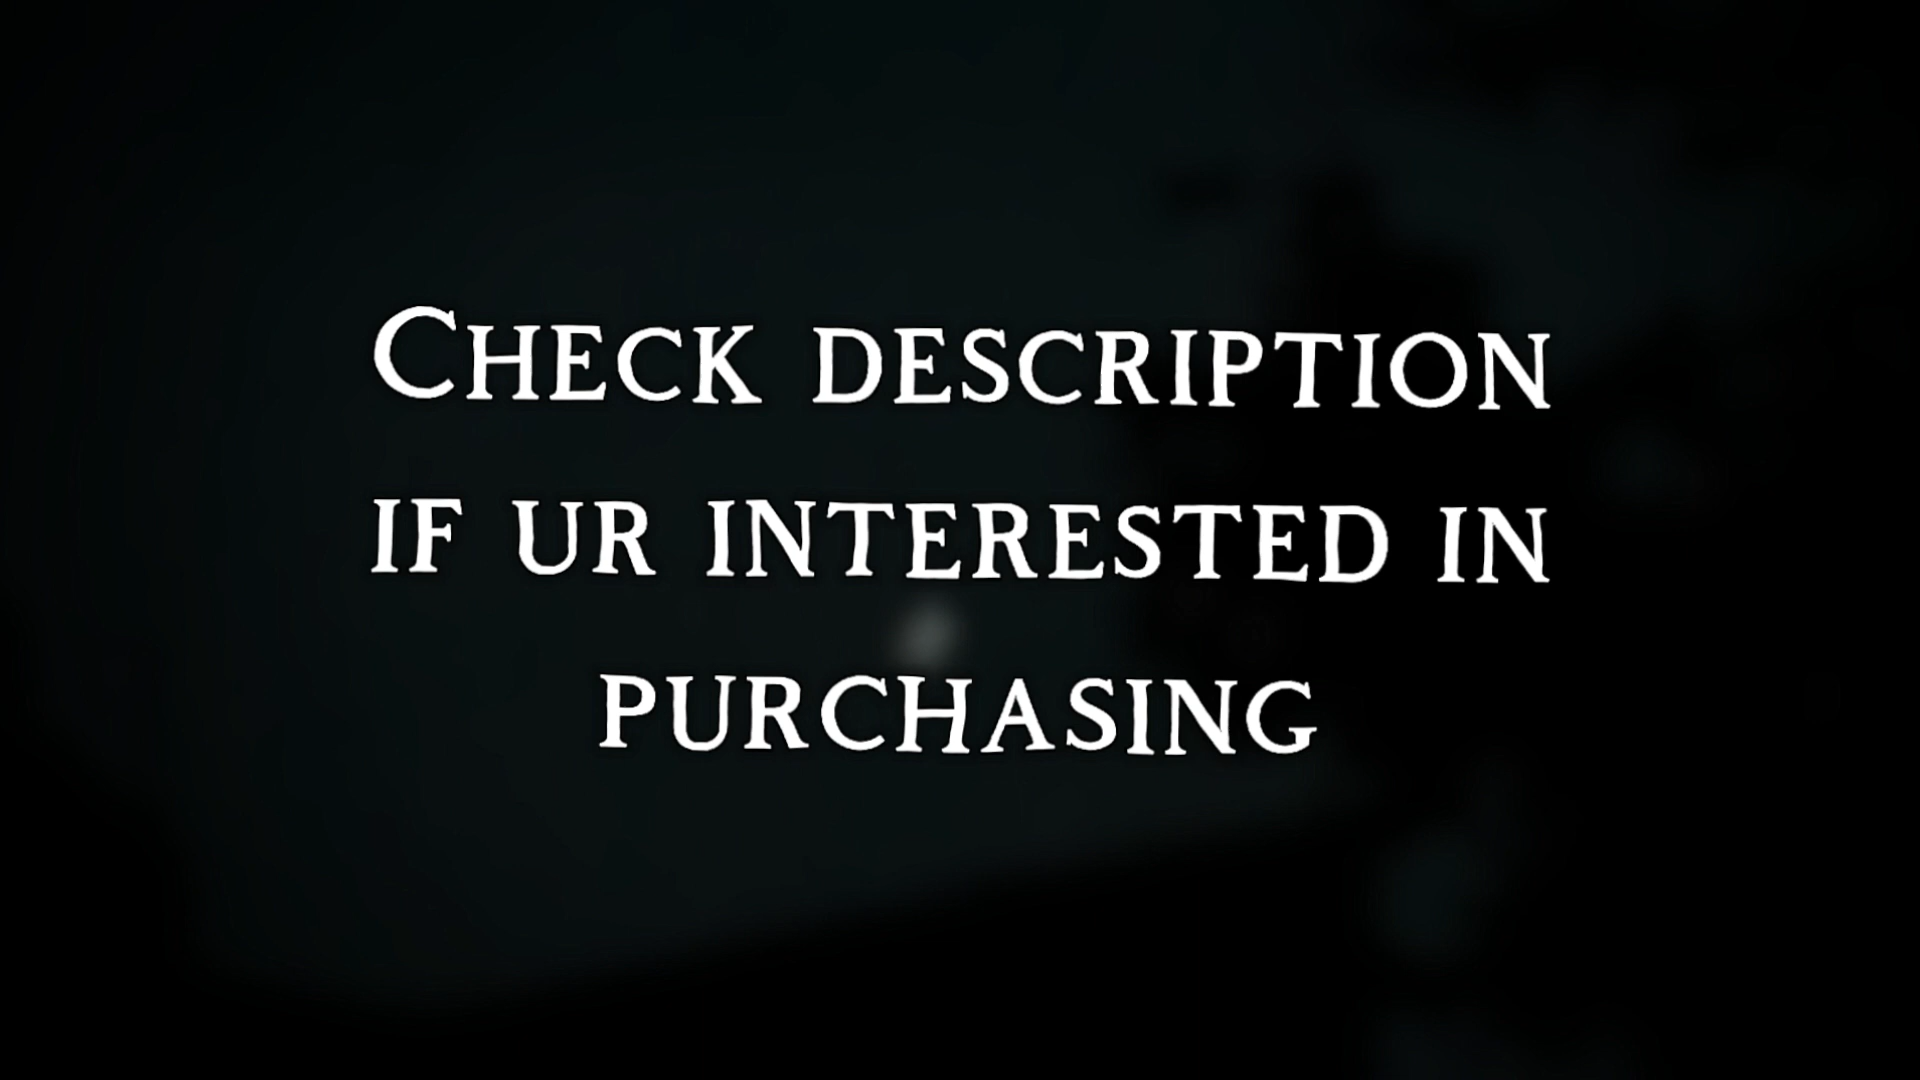 Check description
if ur interested in
purchasing